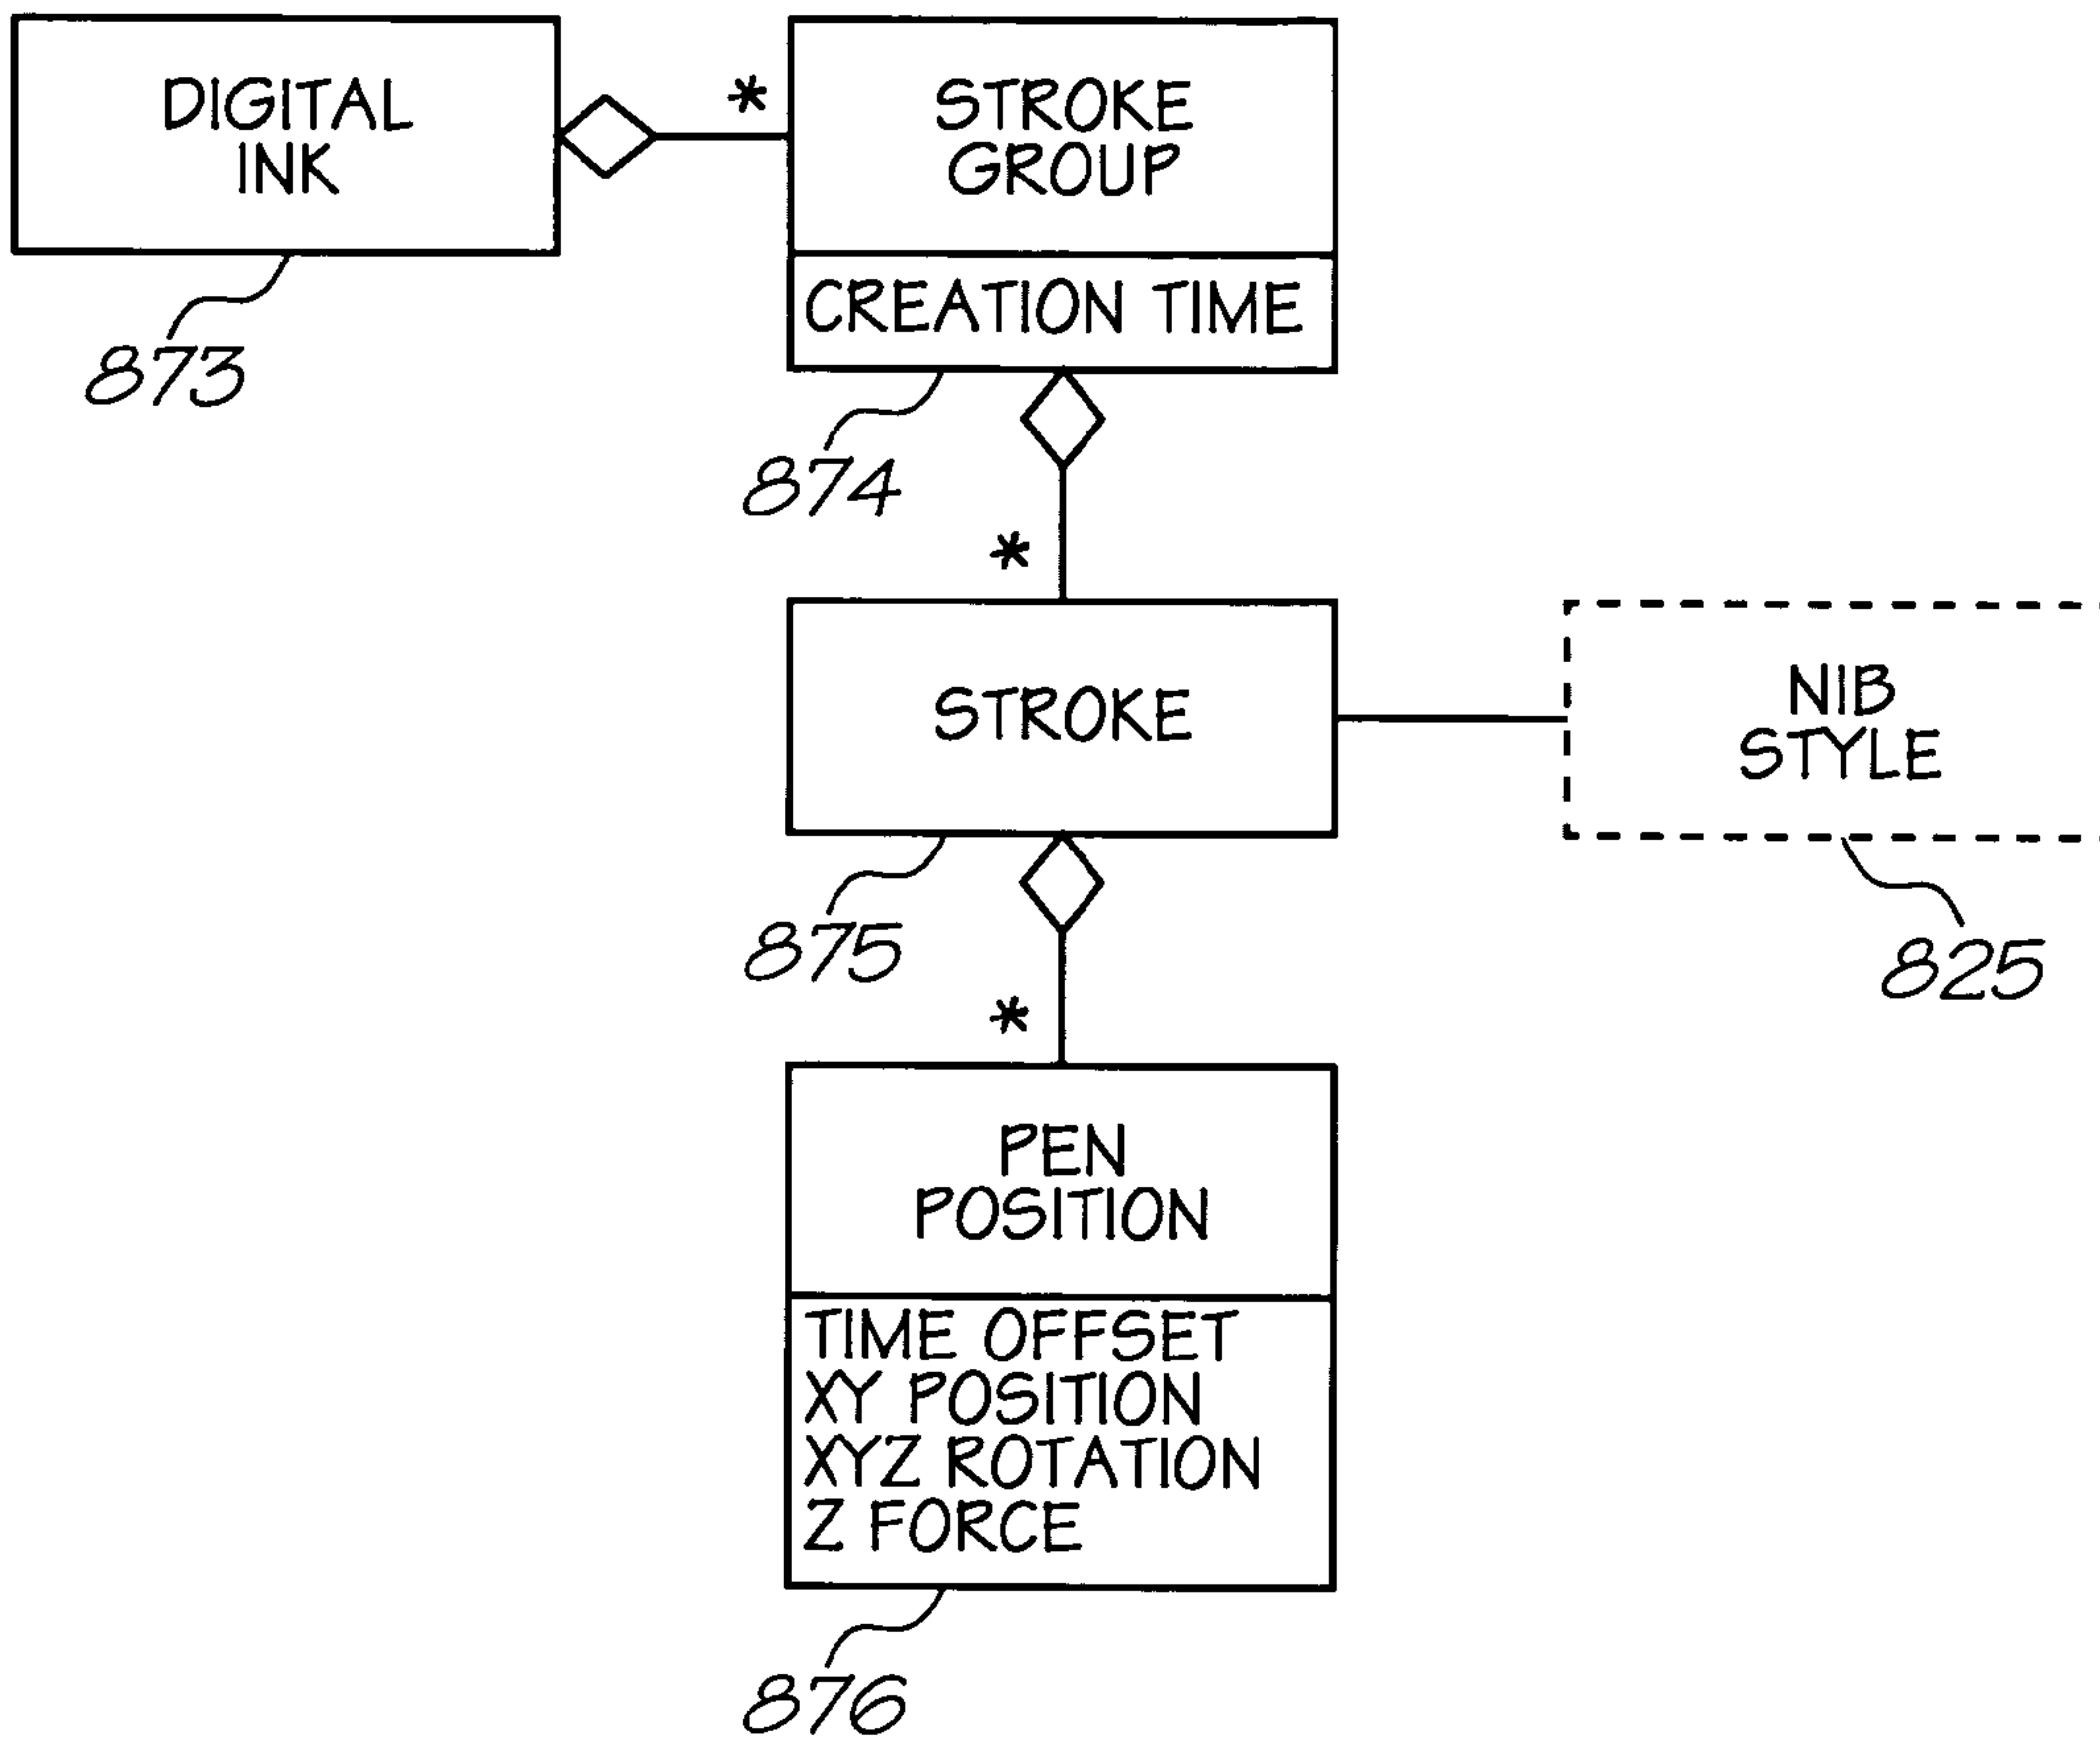 DIGITAL
INK
873
*
STROKE
GROUP
CREATION TIME
874
*
STROKE
875
NIB
STYLE
825
*
PEN
POSITION
TIME OFFSET
XY POSITION
XYZ ROTATION
Z FORCE
876